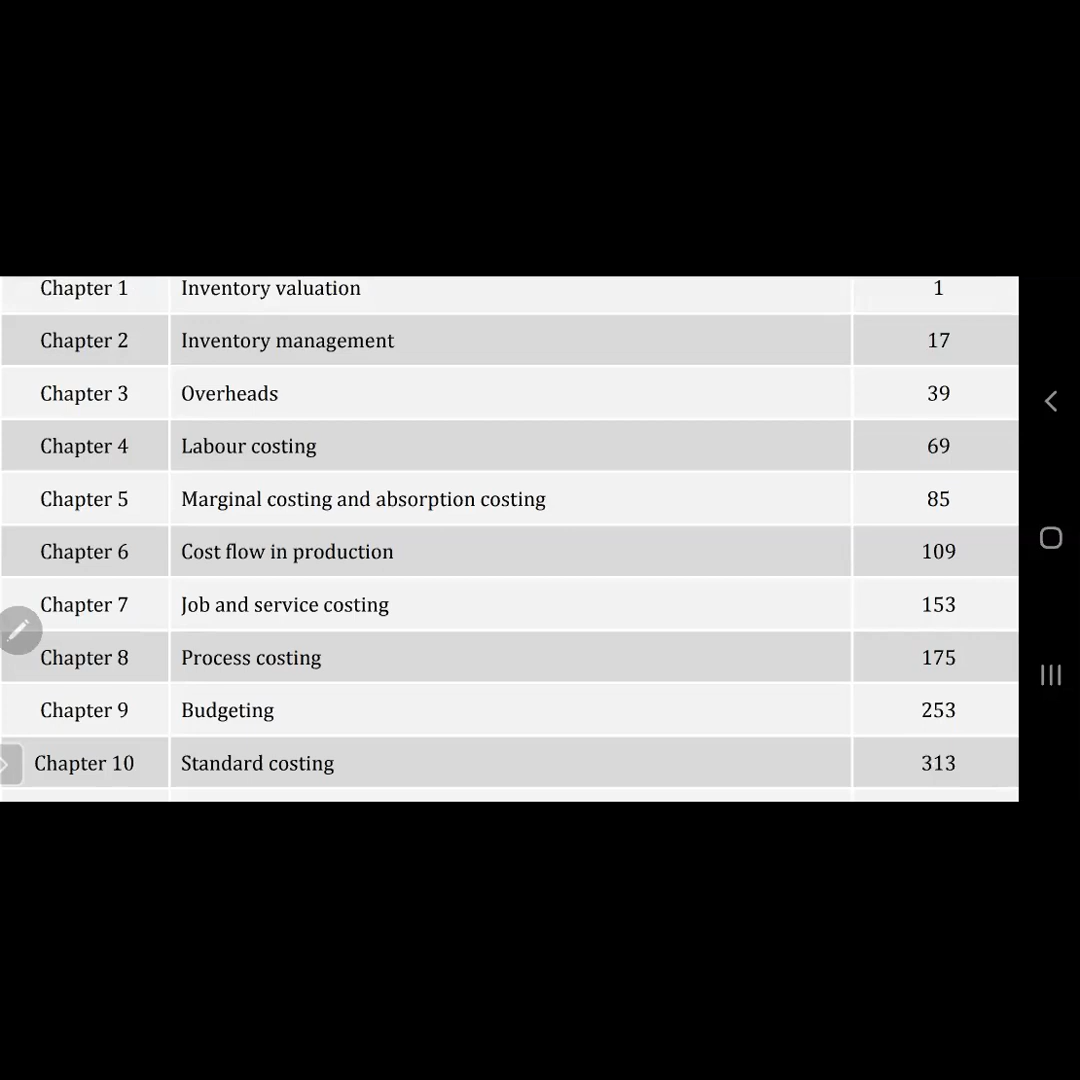 Chapter 1 Inventory valuation 1
Chapter 2 Inventory management 17
Chapter 3 Overheads 39
Chapter 4 Labour costing 69
Chapter 5 Marginal costing and absorption costing 85
Chapter 6 Cost flow in production 109
Chapter 7 Job and service costing 153
Chapter 8 Process costing 175
Chapter 9 Budgeting 253
Chapter 10 Standard costing 313